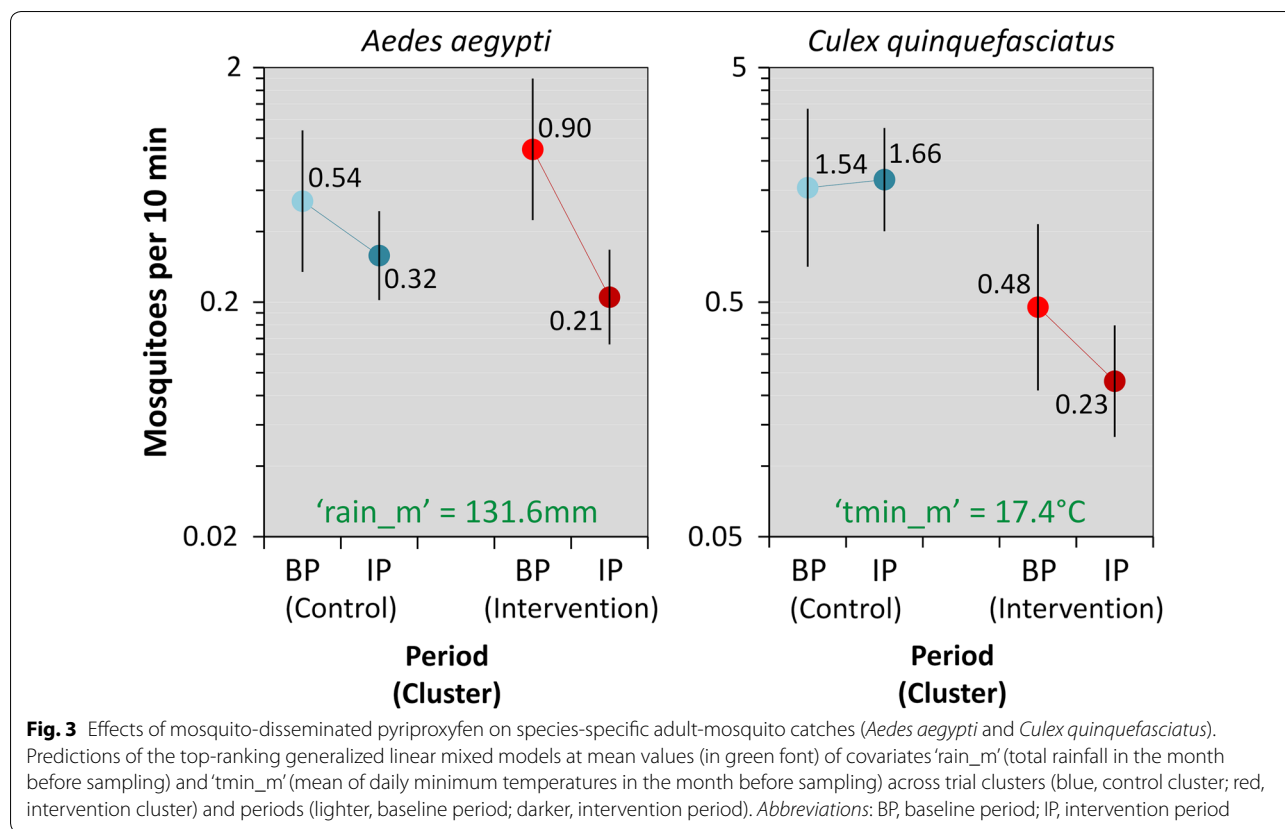 Aedes aegypti
Culex quinquefasciatus
Mosquitoes per 10 min
2
0.2
0.02
0.54
0.32
0.90
0.21
'rain_m' = 131.6mm
BP IP BP IP
(Control) (Intervention)
Period
(Cluster)
5
0.5
0.05
1.54
1.66
0.48
0.23
'tmin_m' = 17.4°C
BP IP BP IP
(Control) (Intervention)
Period
(Cluster)
Fig. 3 Effects of mosquito-disseminated pyriproxyfen on species-specific adult-mosquito catches (Aedes aegypti and Culex quinquefasciatus).
Predictions of the top-ranking generalized linear mixed models at mean values (in green font) of covariates 'rain_m' (total rainfall in the month
before sampling) and 'tmin_m' (mean of daily minimum temperatures in the month before sampling) across trial clusters (blue, control cluster; red,
intervention cluster) and periods (lighter, baseline period; darker, intervention period). Abbreviations: BP, baseline period; IP, intervention period